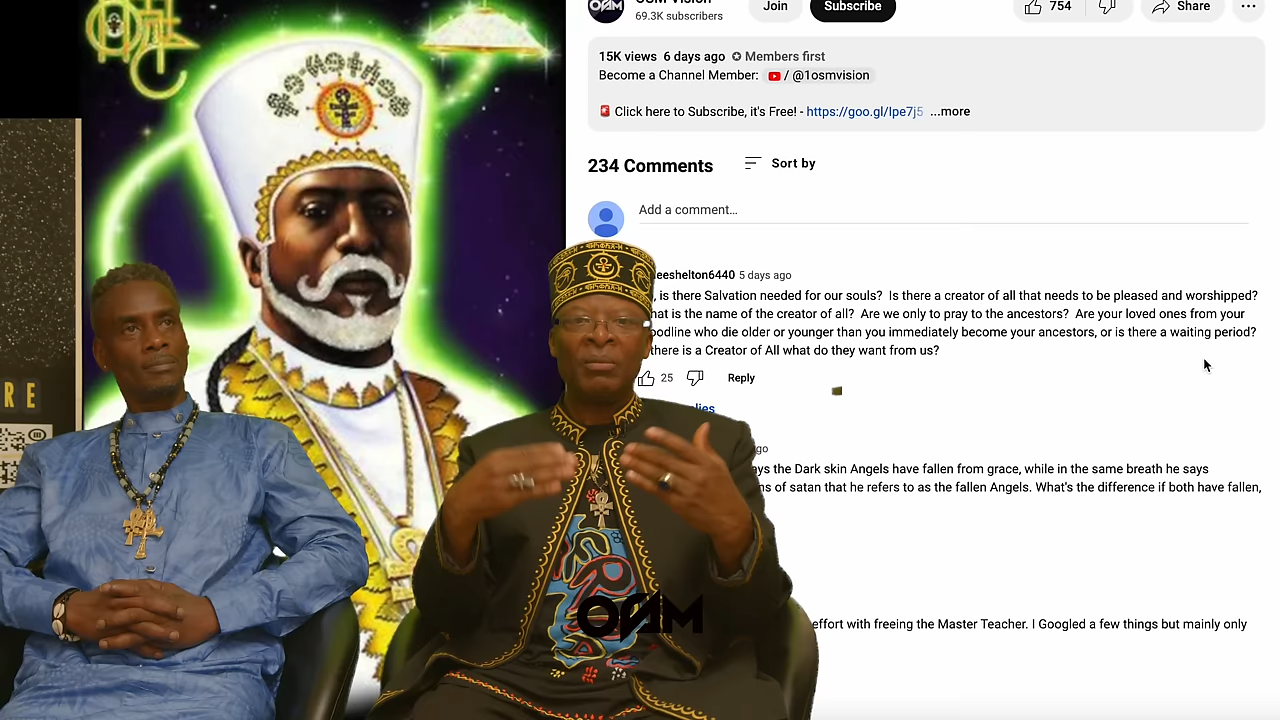 OSM Vision
69.3K subscribers
Join
Subscribe
754
Share
15K views 6 days ago Members first
Become a Channel Member: / @1osmvision
Click here to Subscribe, it's Free! - https://goo.gl/Ipe7j5 ...more
234 Comments
Sort by
Add a comment…
eeshelton6440 5 days ago
, is there Salvation needed for our souls? Is there a creator of all that needs to be pleased and worshipped?
hat is the name of the creator of all? Are we only to pray to the ancestors? Are your loved ones from your
oodline who die older or younger than you immediately become your ancestors, or is there a waiting period?
there is a Creator of All what do they want from us?
25
Reply
lies
go
ays the Dark skin Angels have fallen from grace, while in the same breath he says
ns of satan that he refers to as the fallen Angels. What's the difference if both have fallen,
effort with freeing the Master Teacher. I Googled a few things but mainly only
RE
OSM